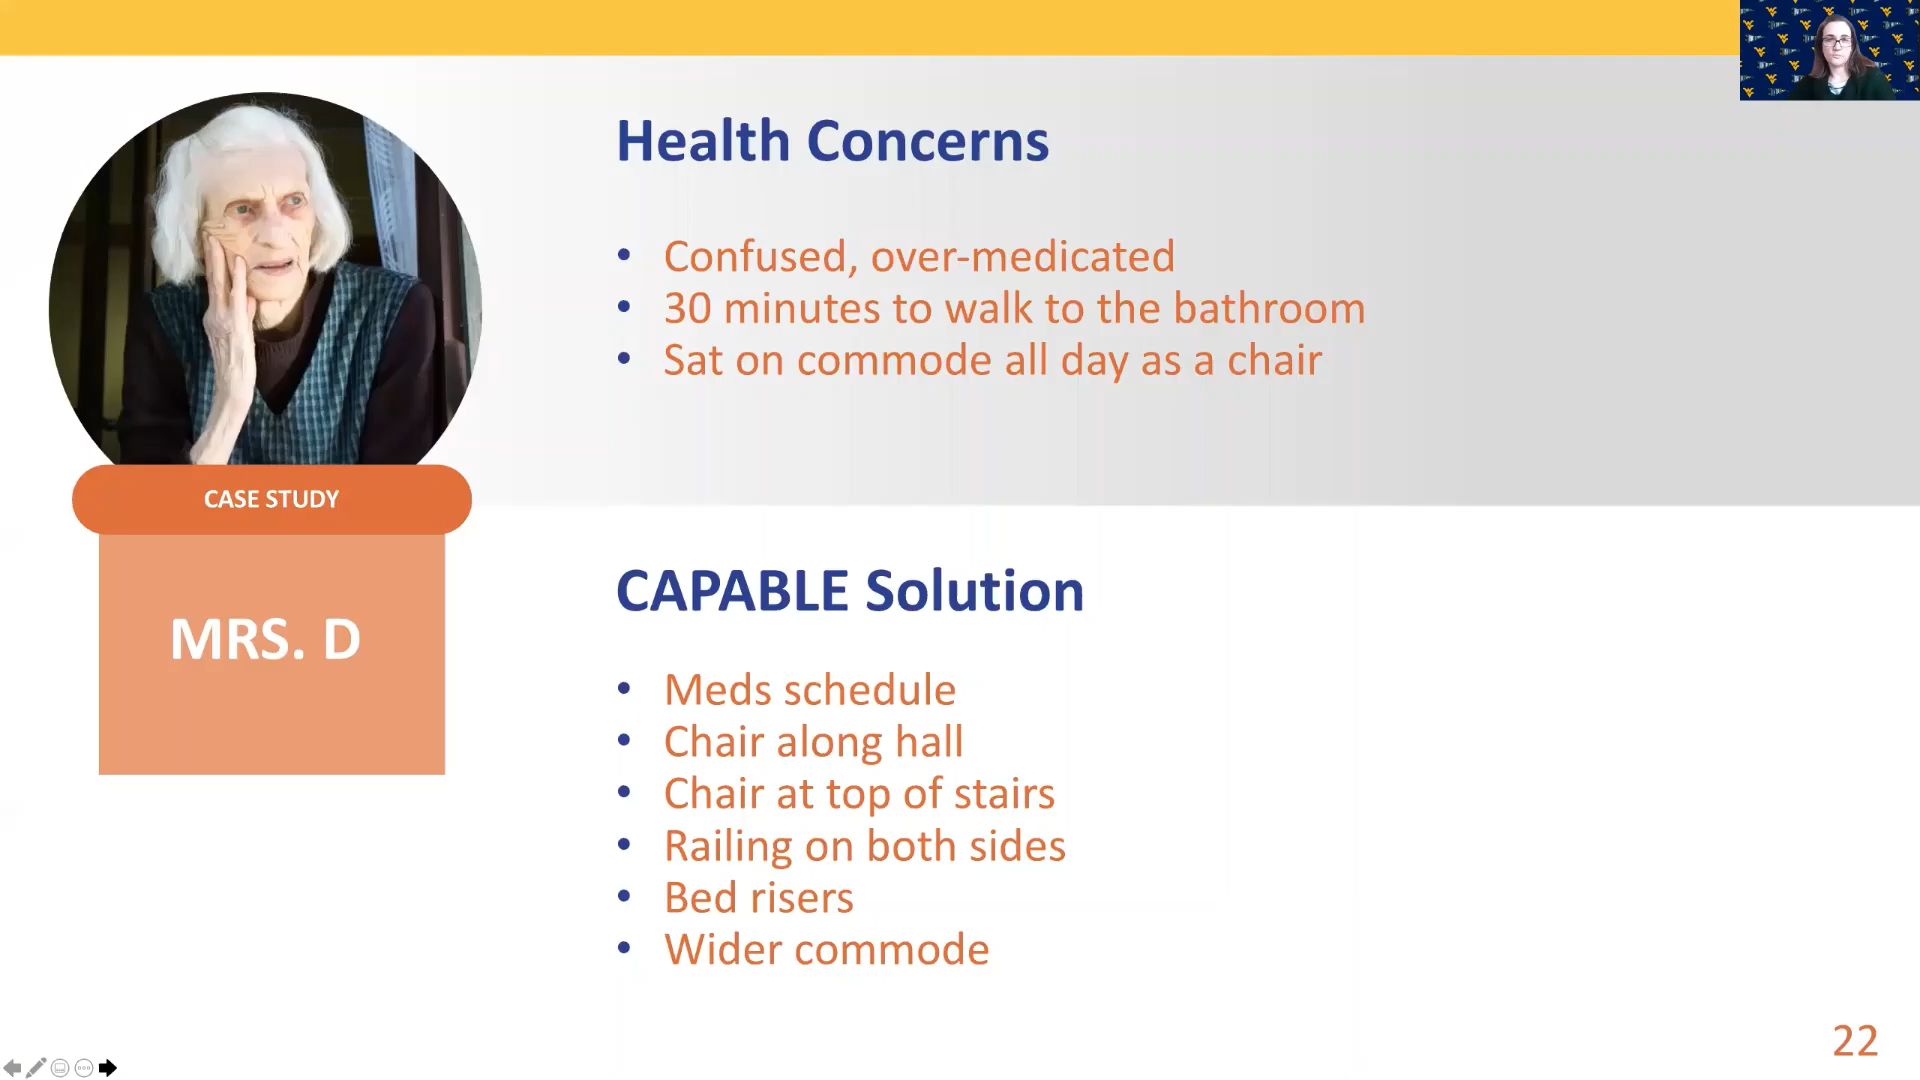 Health Concerns
• Confused, over-medicated
• 30 minutes to walk to the bathroom
• Sat on commode all day as a chair
CASE STUDY
MRS. D
CAPABLE Solution
• Meds schedule
• Chair along hall
• Chair at top of stairs
• Railing on both sides
• Bed risers
• Wider commode
22